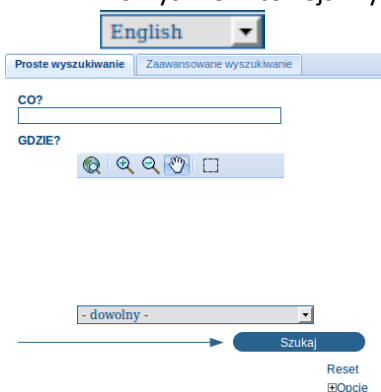 English
Proste wyszukiwanie Zaawansowane wyszukiwanie
CO?
GDZIE?
- dowolny -
Szukaj
Reset
Opcje